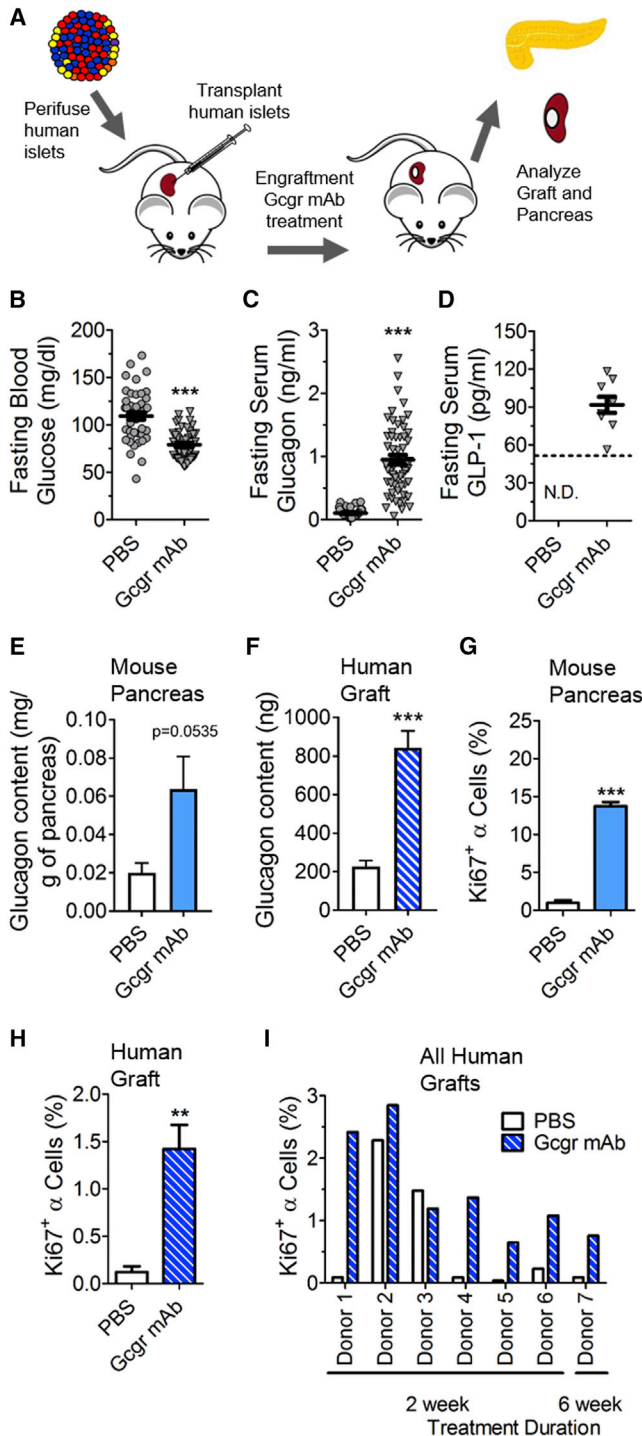 A
Perifuse
human
islets
Transplant
human islets
Engraftment
Gcgr mAb
treatment
Analyze
Graft and
Pancreas
B
Fasting Blood
Glucose (mg/dl)
200
150
100
50
0
***
PBS
Gcgr mAb
C
Fasting Serum
Glucagon (ng/ml)
3
2
1
0
***
PBS
Gcgr mAb
D
Fasting Serum
GLP-1 (pg/ml)
150
120
90
60
30
0
N.D.
PBS
Gcgr mAb
E
Mouse
Pancreas
Glucagon content (mg/
g of pancreas)
0.10
0.08
0.06
0.04
0.02
0.00
p=0.0535
PBS
Gcgr mAb
F
Human
Graft
Glucagon content (ng)
1000
800
600
400
200
0
***
PBS
Gcgr mAb
G
Mouse
Pancreas
Ki67+ α Cells (%)
25
20
15
10
5
0
***
PBS
Gcgr mAb
H
Human
Graft
Ki67+ α Cells (%)
2.0
1.5
1.0
0.5
0.0
**
PBS
Gcgr mAb
I
All Human
Grafts
Ki67+ α Cells (%)
3
2
1
0
PBS
Gcgr mAb
Donor 1
Donor 2
Donor 3
Donor 4
Donor 5
Donor 6
Donor 7
2 week
6 week
Treatment Duration